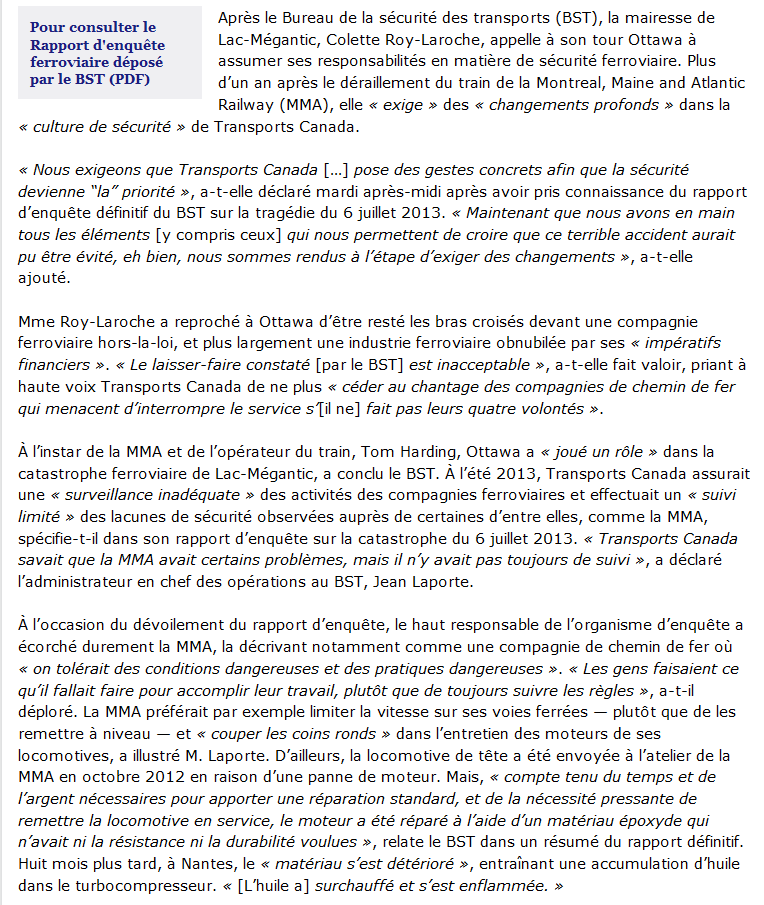 Pour consulter le
Rapport d'enquête
ferroviaire déposé
par le BST (PDF)
Après le Bureau de la sécurité des transports (BST), la mairesse de
Lac-Mégantic, Colette Roy-Laroche, appelle à son tour Ottawa à
assumer ses responsabilités en matière de sécurité ferroviaire. Plus
d’un an après le déraillement du train de la Montreal, Maine and Atlantic
Railway (MMA), elle « exige » des « changements profonds » dans la
« culture de sécurité » de Transports Canada.
« Nous exigeons que Transports Canada […] pose des gestes concrets afin que la sécurité
devienne “la” priorité », a-t-elle déclaré mardi après-midi après avoir pris connaissance du rapport
d’enquête définitif du BST sur la tragédie du 6 juillet 2013. « Maintenant que nous avons en main
tous les éléments [y compris ceux] qui nous permettent de croire que ce terrible accident aurait
pu être évité, eh bien, nous sommes rendus à l’étape d’exiger des changements », a-t-elle
ajouté.
Mme Roy-Laroche a reproché à Ottawa d’être resté les bras croisés devant une compagnie
ferroviaire hors-la-loi, et plus largement une industrie ferroviaire obnubilée par ses « impératifs
financiers ». « Le laisser-faire constaté [par le BST] est inacceptable », a-t-elle fait valoir, priant à
haute voix Transports Canada de ne plus « céder au chantage des compagnies de chemin de fer
qui menacent d’interrompre le service s’[il ne] fait pas leurs quatre volontés ».
À l’instar de la MMA et de l’opérateur du train, Tom Harding, Ottawa a « joué un rôle » dans la
catastrophe ferroviaire de Lac-Mégantic, a conclu le BST. À l’été 2013, Transports Canada assurait
une « surveillance inadéquate » des activités des compagnies ferroviaires et effectuait un « suivi
limité » des lacunes de sécurité observées auprès de certaines d’entre elles, comme la MMA,
spécifie-t-il dans son rapport d’enquête sur la catastrophe du 6 juillet 2013. « Transports Canada
savait que la MMA avait certains problèmes, mais il n’y avait pas toujours de suivi », a déclaré
l’administrateur en chef des opérations au BST, Jean Laporte.
À l’occasion du dévoilement du rapport d’enquête, le haut responsable de l’organisme d’enquête a
écorché durement la MMA, la décrivant notamment comme une compagnie de chemin de fer où
« on tolérait des conditions dangereuses et des pratiques dangereuses ». « Les gens faisaient ce
qu’il fallait faire pour accomplir leur travail, plutôt que de toujours suivre les règles », a-t-il
déploré. La MMA préférait par exemple limiter la vitesse sur ses voies ferrées — plutôt que de les
remettre à niveau — et « couper les coins ronds » dans l’entretien des moteurs de ses
locomotives, a illustré M. Laporte. D’ailleurs, la locomotive de tête a été envoyée à l’atelier de la
MMA en octobre 2012 en raison d’une panne de moteur. Mais, « compte tenu du temps et de
l’argent nécessaires pour apporter une réparation standard, et de la nécessité pressante de
remettre la locomotive en service, le moteur a été réparé à l’aide d’un matériau époxyde qui
n’avait ni la résistance ni la durabilité voulues », relate le BST dans un résumé du rapport définitif.
Huit mois plus tard, à Nantes, le « matériau s’est détérioré », entraînant une accumulation d’huile
dans le turbocompresseur. « [L’huile a] surchauffé et s’est enflammée. »